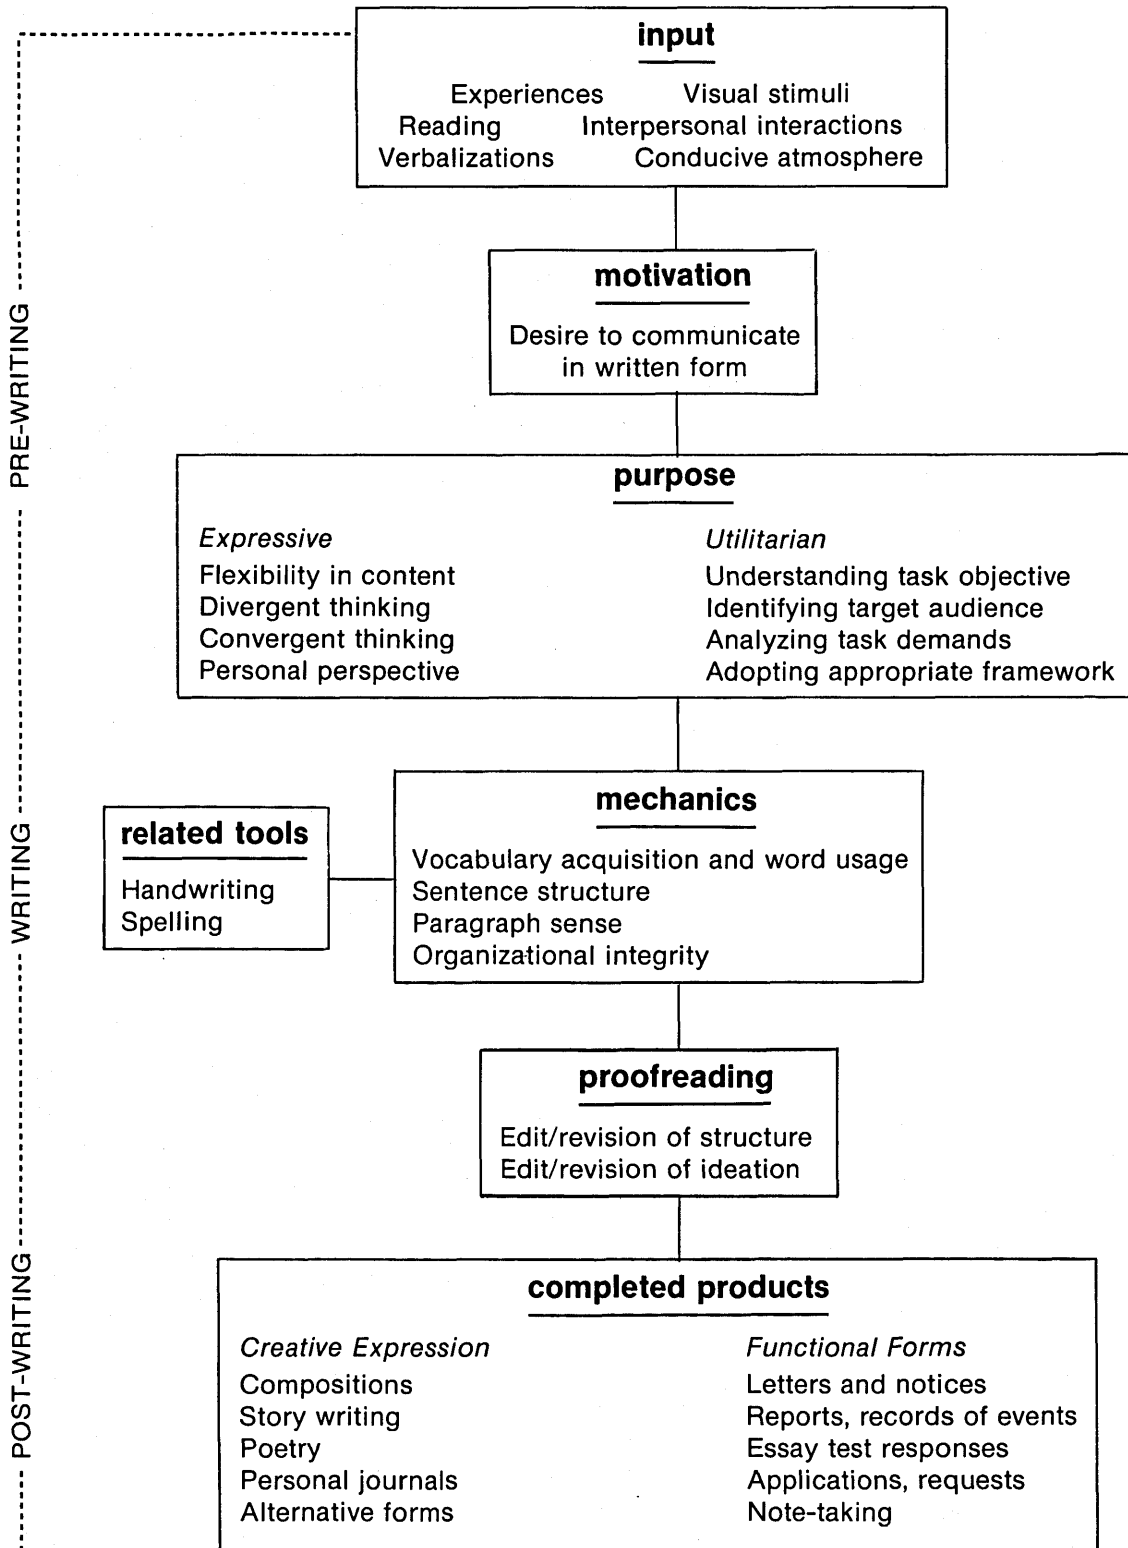 input
Experiences Visual stimuli
Reading Interpersonal interactions
Verbalizations Conducive atmosphere
motivation
Desire to communicate
in written form
PRE-WRITING
purpose
Expressive
Flexibility in content
Divergent thinking
Convergent thinking
Personal perspective
Utilitarian
Understanding task objective
Identifying target audience
Analyzing task demands
Adopting appropriate framework
WRITING
related tools
Handwriting
Spelling
mechanics
Vocabulary acquisition and word usage
Sentence structure
Paragraph sense
Organizational integrity
proofreading
Edit/revision of structure
Edit/revision of ideation
POST-WRITING
completed products
Creative Expression
Compositions
Story writing
Poetry
Personal journals
Alternative forms
Functional Forms
Letters and notices
Reports, records of events
Essay test responses
Applications, requests
Note-taking